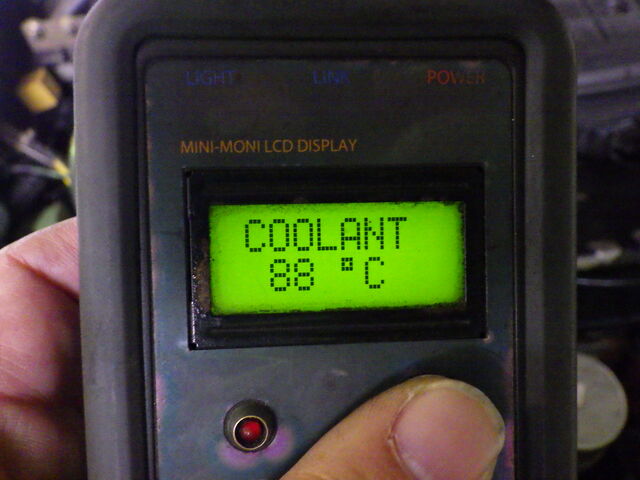 LIGHT LINK POWER
MINI-MONI LCD DISPLAY
COOLANT
88 °C